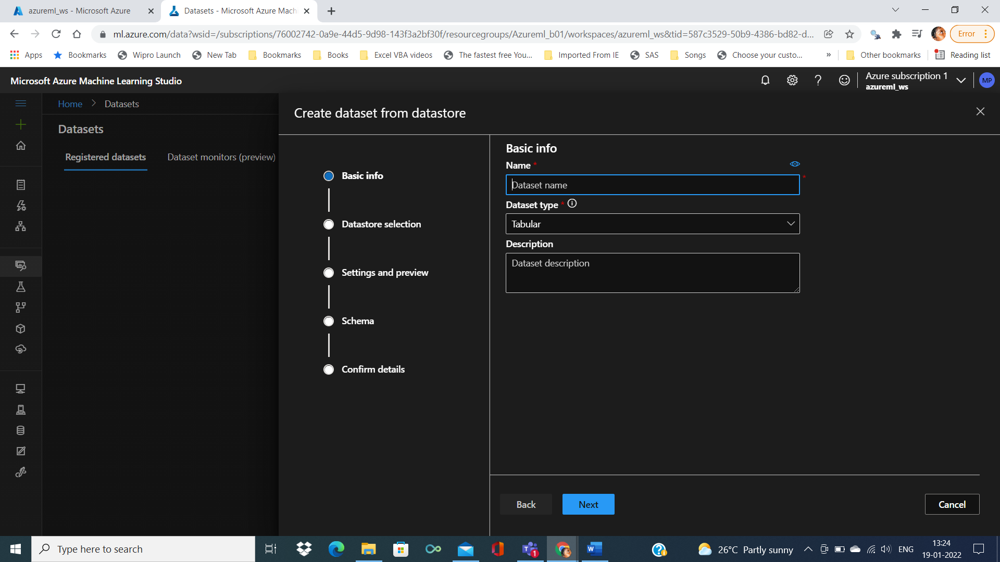 azureml_ws - Microsoft Azure
Datasets - Microsoft Azure Mach
ml.azure.com/data?wsid=/subscriptions/76002742-0a9e-44d5-9d98-143f3a2bf30f/resourcegroups/Azureml_b01/workspaces/azureml_ws&tid=587c3529-50b9-4386-bd82-d...
Error
Apps
Bookmarks
Wipro Launch
New Tab
Bookmarks
Books
Excel VBA videos
The fastest free You...
Imported From IE
SAS
Songs
Choose your custo...
»
Other bookmarks
Reading list
Microsoft Azure Machine Learning Studio
Azure subscription 1
azureml_ws
MP
Home > Datasets
Datasets
Registered datasets
Dataset monitors (preview)
Create dataset from datastore
Basic info
Datastore selection
Settings and preview
Schema
Confirm details
Basic info
Name *
Dataset name
*
Dataset type *
Tabular
Description
Dataset description
Back
Next
Cancel
Type here to search
1
W
26°C Partly sunny
ENG
13:24
19-01-2022